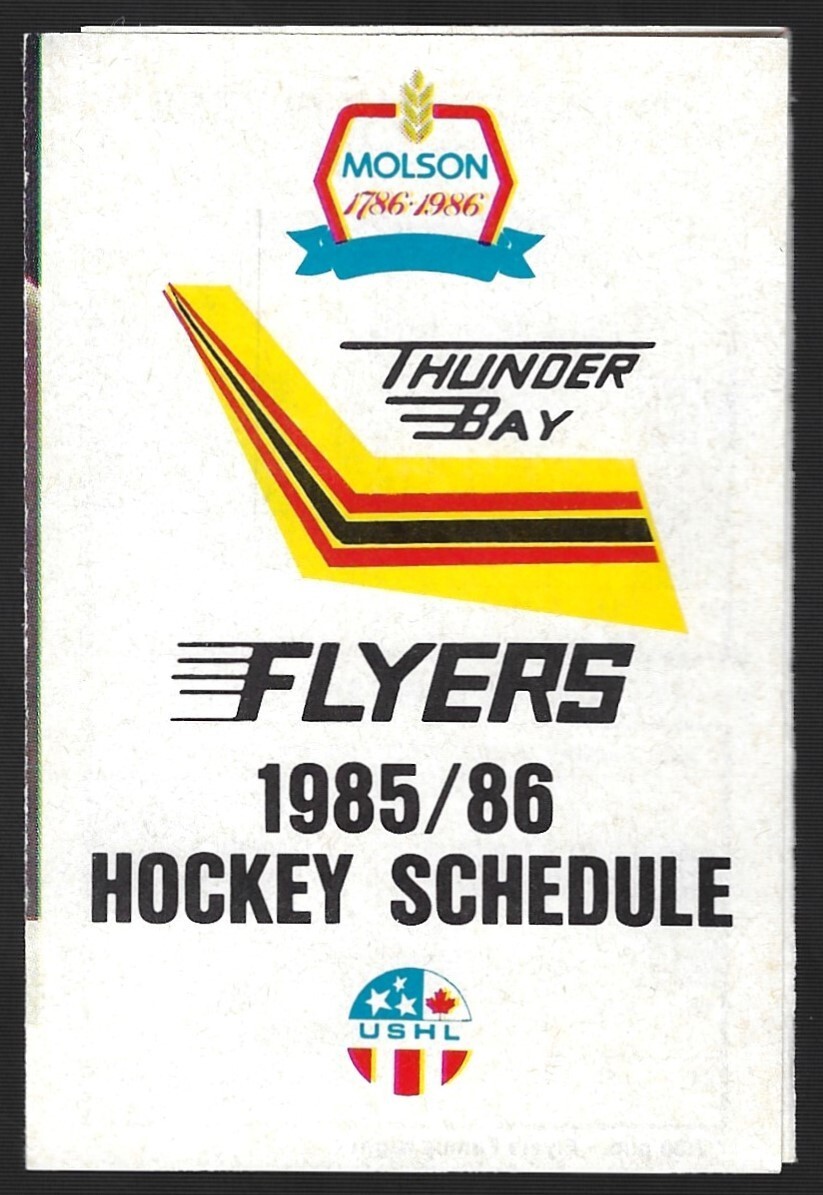 MOLSON
1786·1986
THUNDER
BAY
FLYERS
1985/86
HOCKEY SCHEDULE
USHL